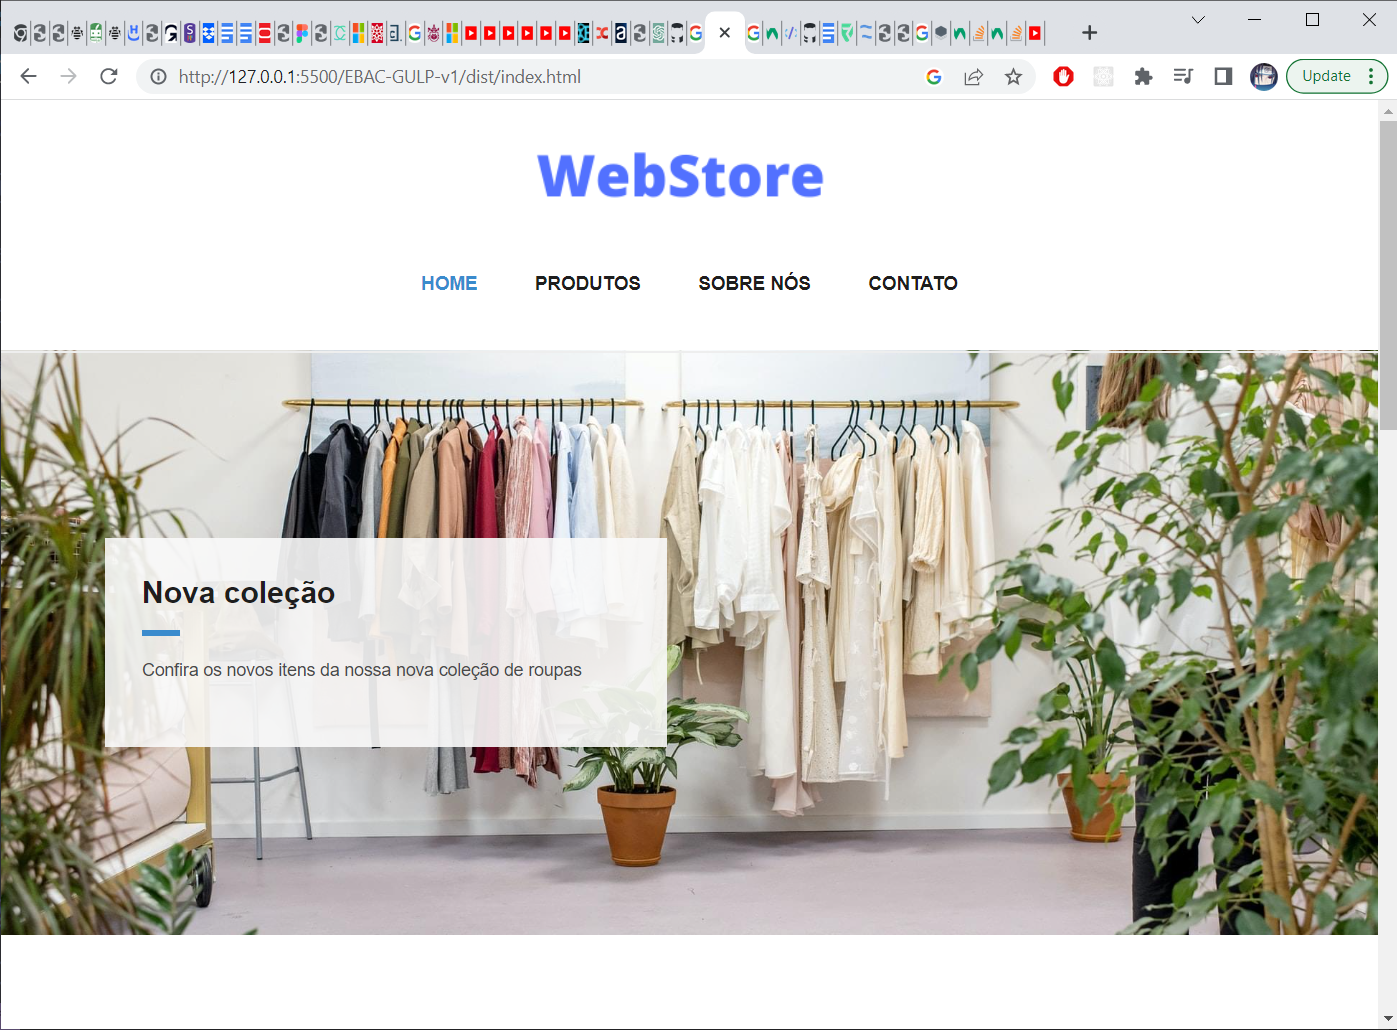 Update
http://127.0.0.1:5500/EBAC-GULP-v1/dist/index.html
WebStore
HOME PRODUTOS SOBRE NÓS CONTATO
Nova coleção
Confira os novos itens da nossa nova coleção de roupas